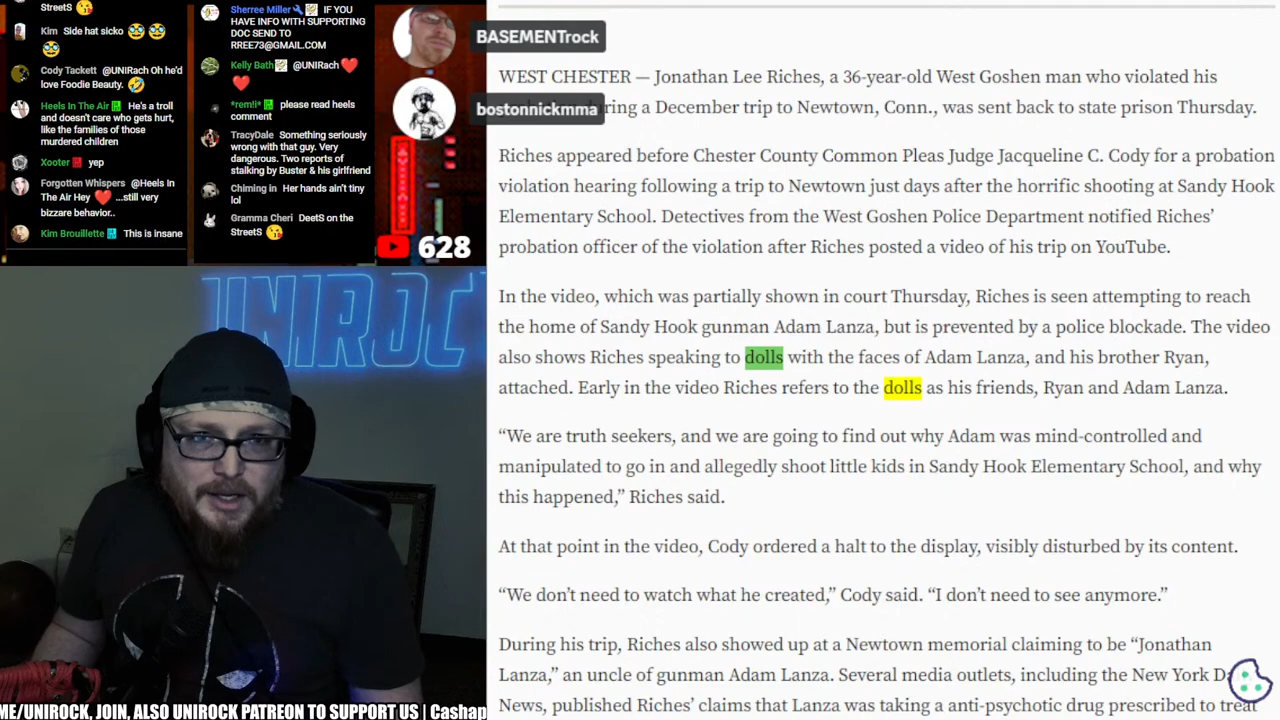 StreetS
Kim Side hat sicko
Cody Tackett @UNIRach Oh he'd
love Foodie Beauty.
Heels In The Air He's a troll
and doesn't care who gets hurt,
like the families of those
murdered children
Xooter yep
Forgotten Whispers @Heels In
The Air Hey ...still very
bizzare behavior..
Kim Brouillette This is insane
Sherree Miller IF YOU
HAVE INFO WITH SUPPORTING
DOC SEND TO
RREE73@GMAIL.COM
Kelly Bath @UNIRach
*rem!i* please read heels
comment
TracyDale Something seriously
wrong with that guy. Very
dangerous. Two reports of
stalking by Buster & his girlfriend
Chiming in Her hands ain't tiny
lol
Gramma Cheri DeetS on the
StreetS
BASEMENTrock
bostonnickmma
628
UNIROC
WEST CHESTER — Jonathan Lee Riches, a 36-year-old West Goshen man who violated his
a December trip to Newtown, Conn., was sent back to state prison Thursday.
Riches appeared before Chester County Common Pleas Judge Jacqueline C. Cody for a probation
violation hearing following a trip to Newtown just days after the horrific shooting at Sandy Hook
Elementary School. Detectives from the West Goshen Police Department notified Riches'
probation officer of the violation after Riches posted a video of his trip on YouTube.
In the video, which was partially shown in court Thursday, Riches is seen attempting to reach
the home of Sandy Hook gunman Adam Lanza, but is prevented by a police blockade. The video
also shows Riches speaking to dolls with the faces of Adam Lanza, and his brother Ryan,
attached. Early in the video Riches refers to the dolls as his friends, Ryan and Adam Lanza.
“We are truth seekers, and we are going to find out why Adam was mind-controlled and
manipulated to go in and allegedly shoot little kids in Sandy Hook Elementary School, and why
this happened,” Riches said.
At that point in the video, Cody ordered a halt to the display, visibly disturbed by its content.
“We don’t need to watch what he created,” Cody said. “I don’t need to see anymore.”
During his trip, Riches also showed up at a Newtown memorial claiming to be “Jonathan
Lanza,” an uncle of gunman Adam Lanza. Several media outlets, including the New York
News, published Riches’ claims that Lanza was taking a anti-psychotic drug prescribed to treat
ME/UNIROCK, JOIN, ALSO UNIROCK PATREON TO SUPPORT US | Cashap